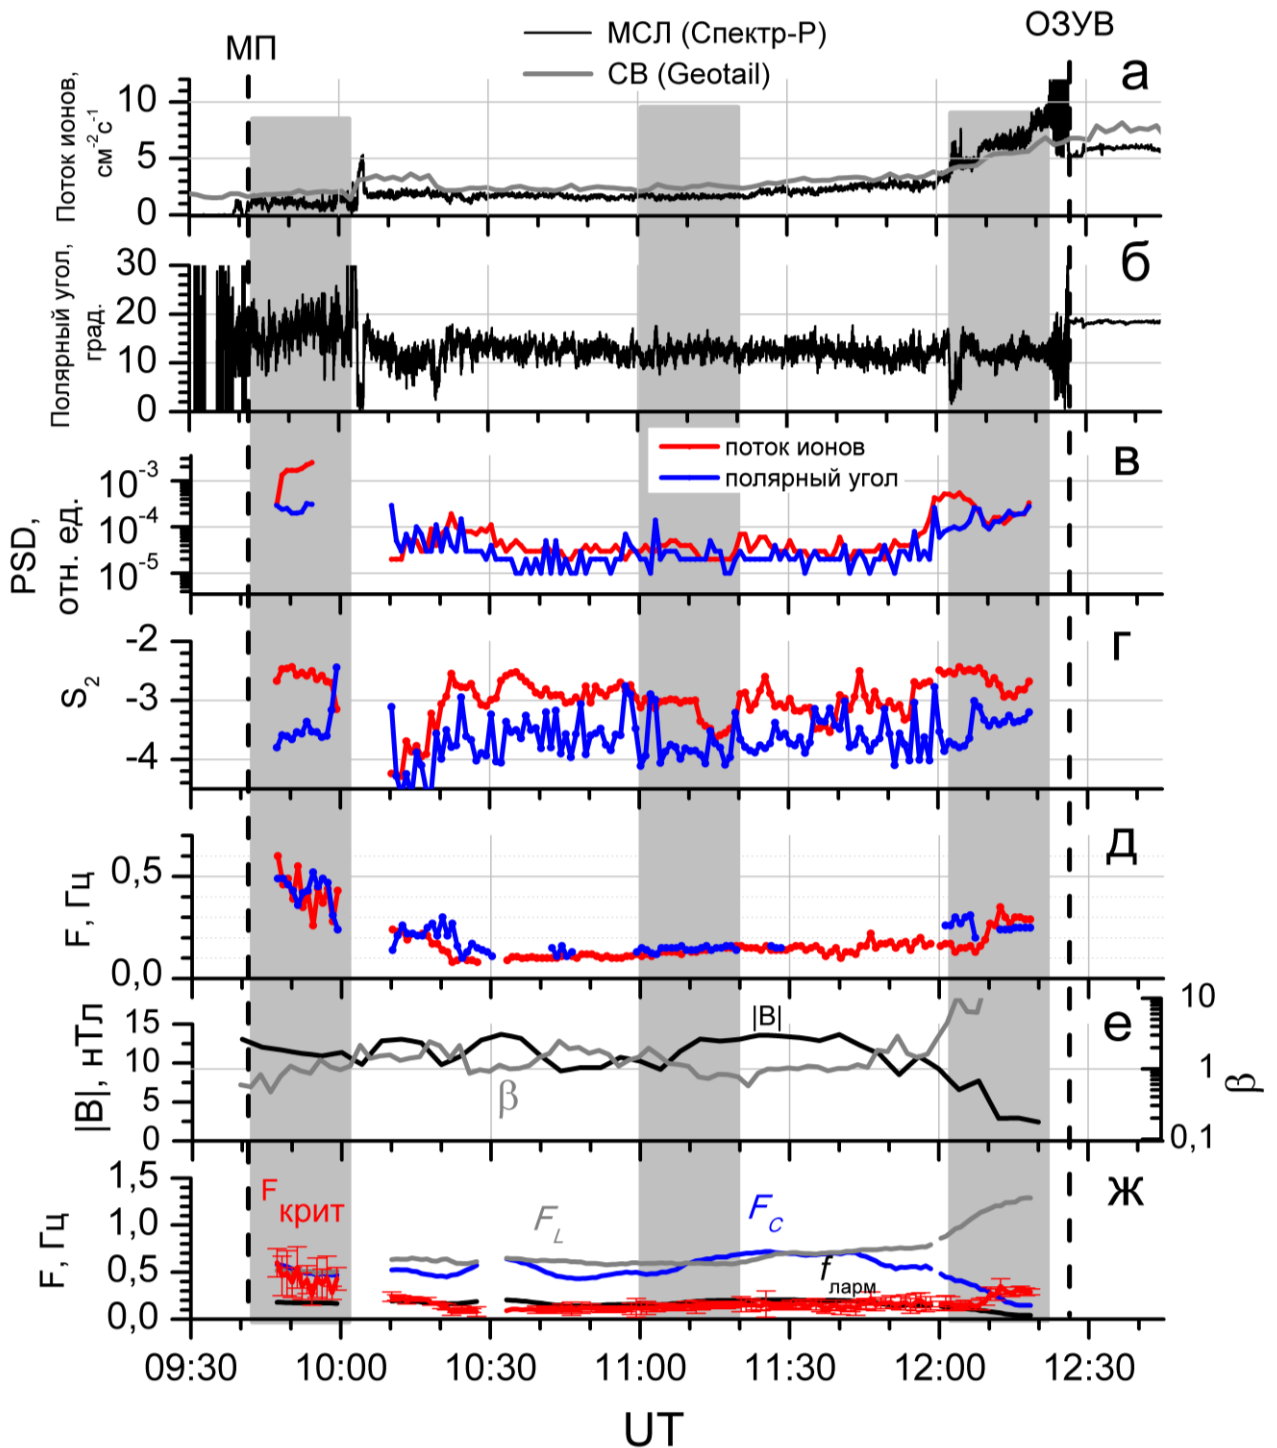 МП
МСЛ (Спектр-Р)
СВ (Geotail)
ОЗУВ
а
Поток ионов,
см⁻²с⁻¹
10
5
0
б
Полярный угол,
град.
30
20
10
0
в
поток ионов
полярный угол
PSD,
отн. ед.
10⁻³
10⁻⁴
10⁻⁵
г
S₂
-2
-3
-4
д
F, Гц
0,5
0,0
е
|B|, нТл
15
10
5
0
|B|
β
10
1
0,1
β
ж
F, Гц
1,5
1,0
0,5
0,0
F крит
F_L
F_C
f ларм
09:30 10:00 10:30 11:00 11:30 12:00 12:30
UT